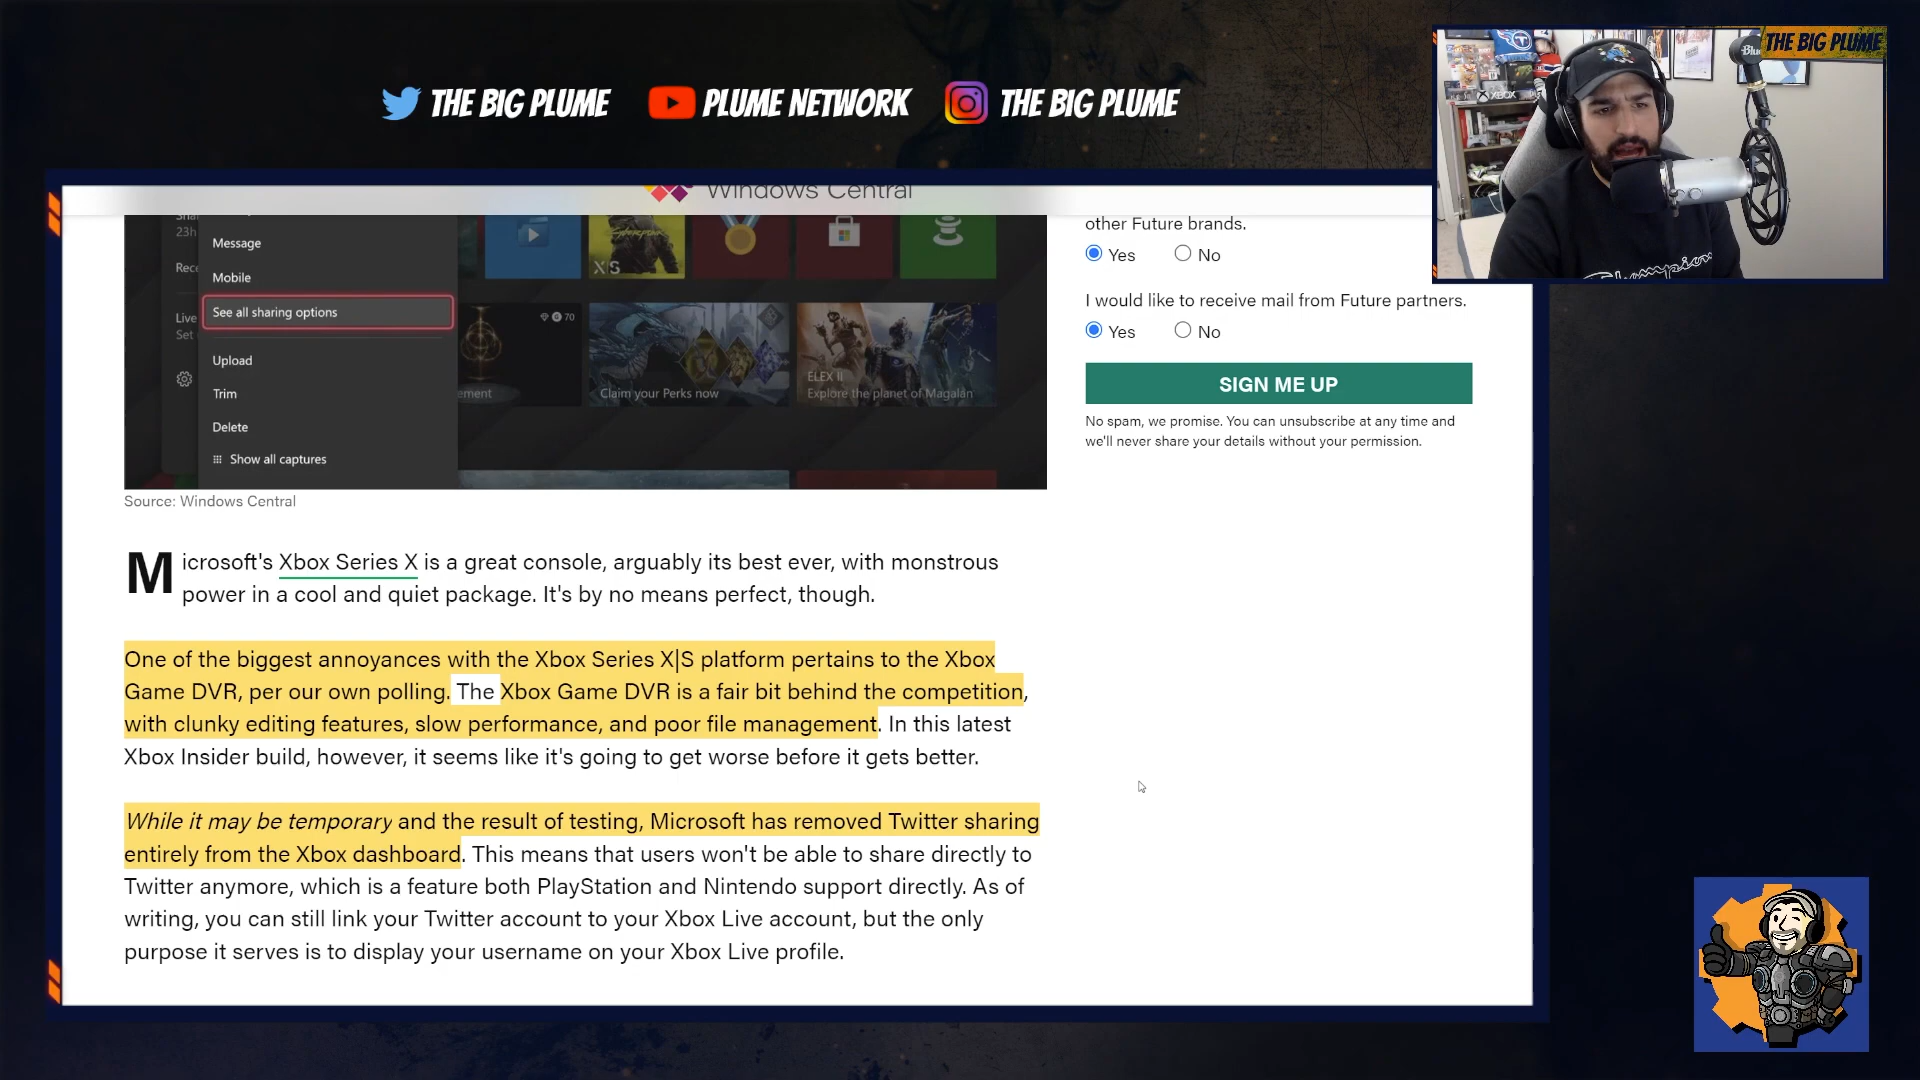 THE BIG PLUME
PLUME NETWORK
THE BIG PLUME
THE BIG PLUME
Blue
XBOX
Champion
Windows Central
23h
Message
Mobile
See all sharing options
Live
Set
Upload
Trim
Delete
Show all captures
X|S
70
ement
Claim your Perks now
ELEX II
Explore the planet of Magalan
Source: Windows Central
other Future brands.
Yes No
I would like to receive mail from Future partners.
Yes No
SIGN ME UP
No spam, we promise. You can unsubscribe at any time and
we'll never share your details without your permission.
Microsoft's Xbox Series X is a great console, arguably its best ever, with monstrous
power in a cool and quiet package. It's by no means perfect, though.
One of the biggest annoyances with the Xbox Series X|S platform pertains to the Xbox
Game DVR, per our own polling. The Xbox Game DVR is a fair bit behind the competition,
with clunky editing features, slow performance, and poor file management. In this latest
Xbox Insider build, however, it seems like it's going to get worse before it gets better.
While it may be temporary and the result of testing, Microsoft has removed Twitter sharing
entirely from the Xbox dashboard. This means that users won't be able to share directly to
Twitter anymore, which is a feature both PlayStation and Nintendo support directly. As of
writing, you can still link your Twitter account to your Xbox Live account, but the only
purpose it serves is to display your username on your Xbox Live profile.